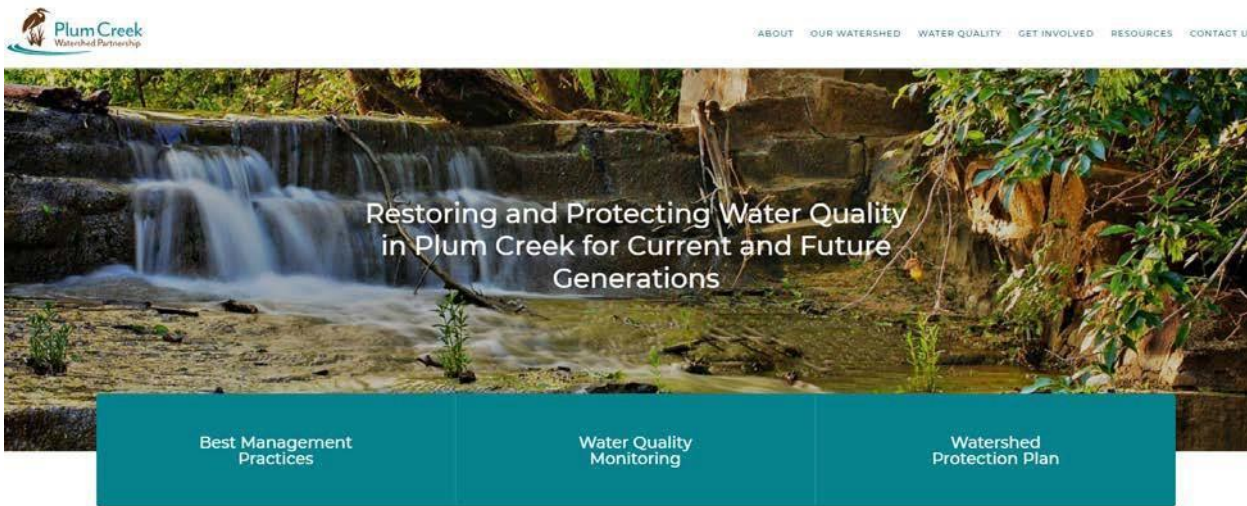 Plum Creek
Watershed Partnership
ABOUT OUR WATERSHED WATER QUALITY GET INVOLVED RESOURCES CONTACT U
Restoring and Protecting Water Quality
in Plum Creek for Current and Future
Generations
Best Management
Practices
Water Quality
Monitoring
Watershed
Protection Plan